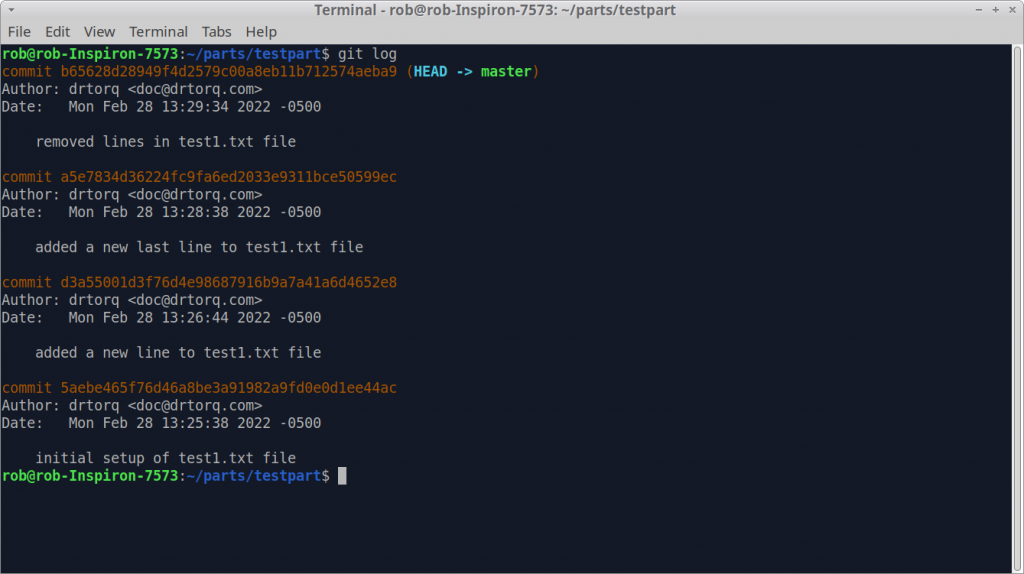 Terminal - rob@rob-Inspiron-7573: ~/parts/testpart
File Edit View Terminal Tabs Help
rob@rob-Inspiron-7573:~/parts/testpart$ git log
commit b65628d28949f4d2579c00a8eb11b712574aeba9 (HEAD -> master)
Author: drtorq <doc@drtorq.com>
Date:   Mon Feb 28 13:29:34 2022 -0500
    removed lines in test1.txt file
commit a5e7834d36224fc9fa6ed2033e9311bce50599ec
Author: drtorq <doc@drtorq.com>
Date:   Mon Feb 28 13:28:38 2022 -0500
    added a new last line to test1.txt file
commit d3a55001d3f76d4e98687916b9a7a41a6d4652e8
Author: drtorq <doc@drtorq.com>
Date:   Mon Feb 28 13:26:44 2022 -0500
    added a new line to test1.txt file
commit 5aebe465f76d46a8be3a91982a9fd0e0d1ee44ac
Author: drtorq <doc@drtorq.com>
Date:   Mon Feb 28 13:25:38 2022 -0500
    initial setup of test1.txt file
rob@rob-Inspiron-7573:~/parts/testpart$